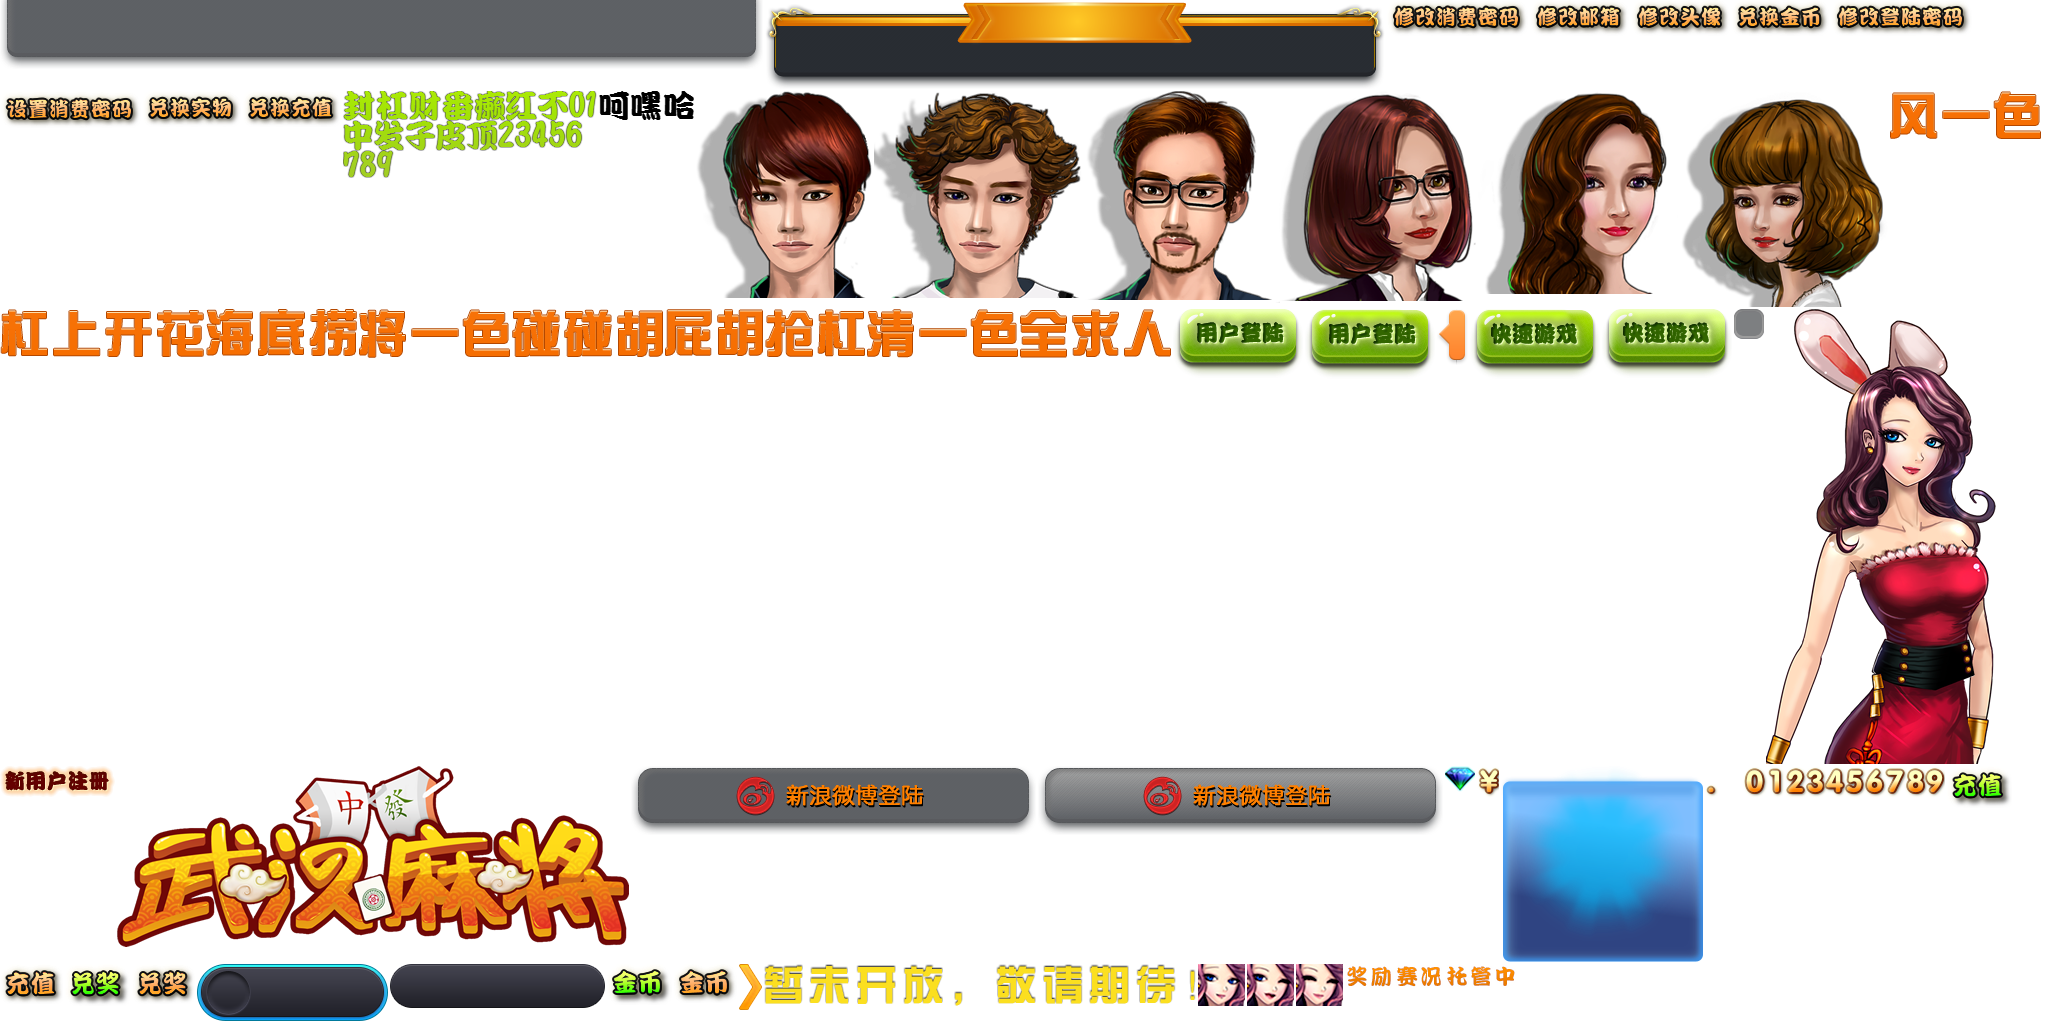 修改消费密码 修改邮箱 修改头像 兑换金币 修改登陆密码
设置消费密码 兑换实物 兑换充值
封杠财番癞红不01
中发子皮顶23456
789
呵嘿哈
风一色
杠上开花海底捞将一色碰碰胡屁胡抢杠清一色全求人
用户登陆
用户登陆
快速游戏
快速游戏
新用户注册
中 發
武汉麻将
新浪微博登陆
新浪微博登陆
¥
.
0123456789
充值
充值 兑奖 兑奖
金币 金币
暂未开放，敬请期待！
奖励赛况托管中